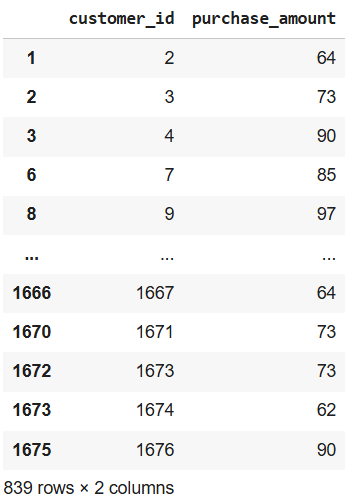 customer_id purchase_amount
1 2 64
2 3 73
3 4 90
6 7 85
8 9 97
... ... ...
1666 1667 64
1670 1671 73
1672 1673 73
1673 1674 62
1675 1676 90
839 rows × 2 columns